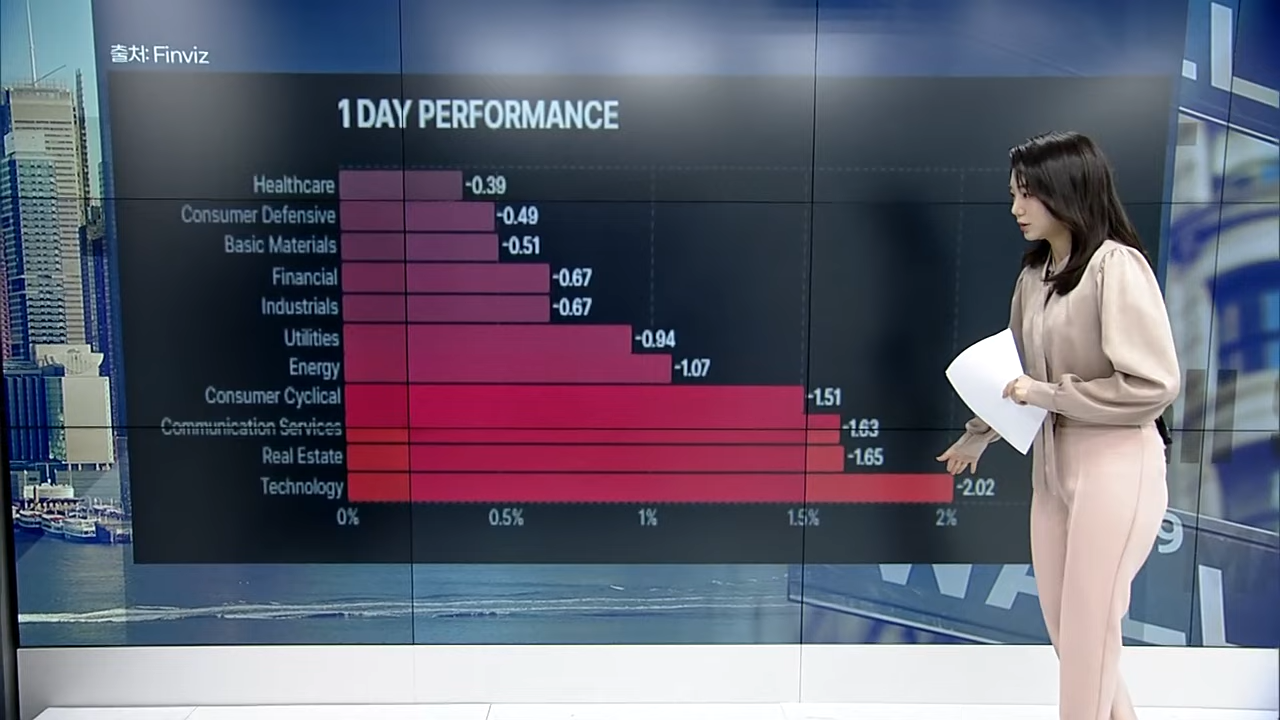 출처: Finviz
1 DAY PERFORMANCE
Healthcare -0.39
Consumer Defensive -0.49
Basic Materials -0.51
Financial -0.67
Industrials -0.67
Utilities -0.94
Energy -1.07
Consumer Cyclical -1.51
Communication Services -1.63
Real Estate -1.65
Technology -2.02
0% 0.5% 1% 1.5% 2%
9
WALL